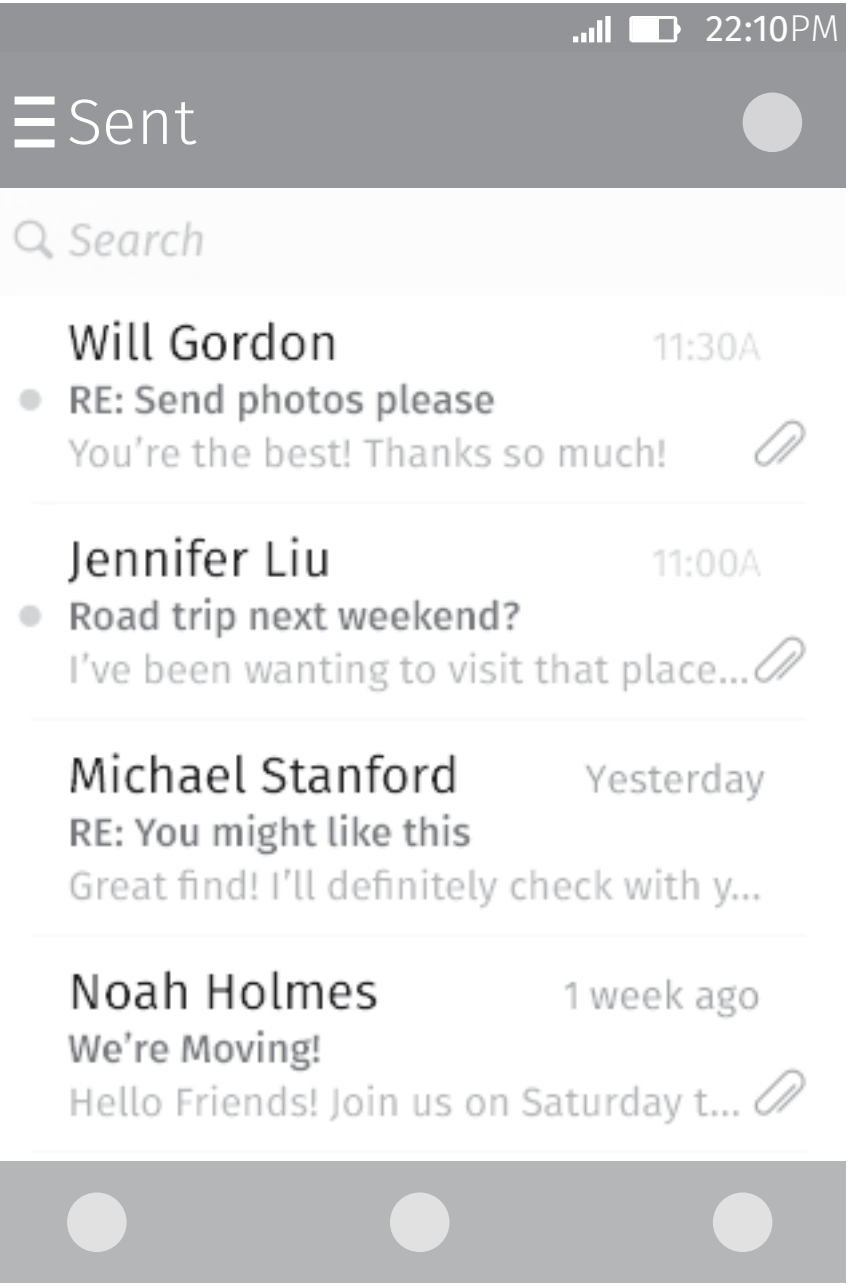 22:10PM
Sent
Search
Will Gordon 11:30A
RE: Send photos please
You’re the best! Thanks so much!
Jennifer Liu 11:00A
Road trip next weekend?
I’ve been wanting to visit that place...
Michael Stanford Yesterday
RE: You might like this
Great find! I’ll definitely check with y...
Noah Holmes 1 week ago
We’re Moving!
Hello Friends! Join us on Saturday t...